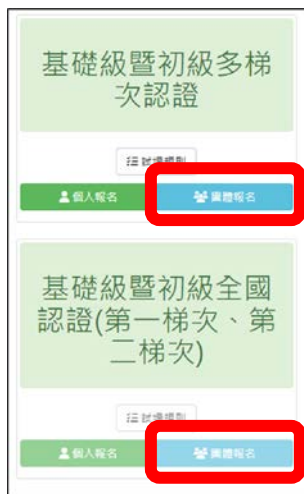 基礎級暨初級多梯
次認證
試場規則
個人報名 團體報名
基礎級暨初級全國
認證(第一梯次、第
二梯次)
試場規則
個人報名 團體報名